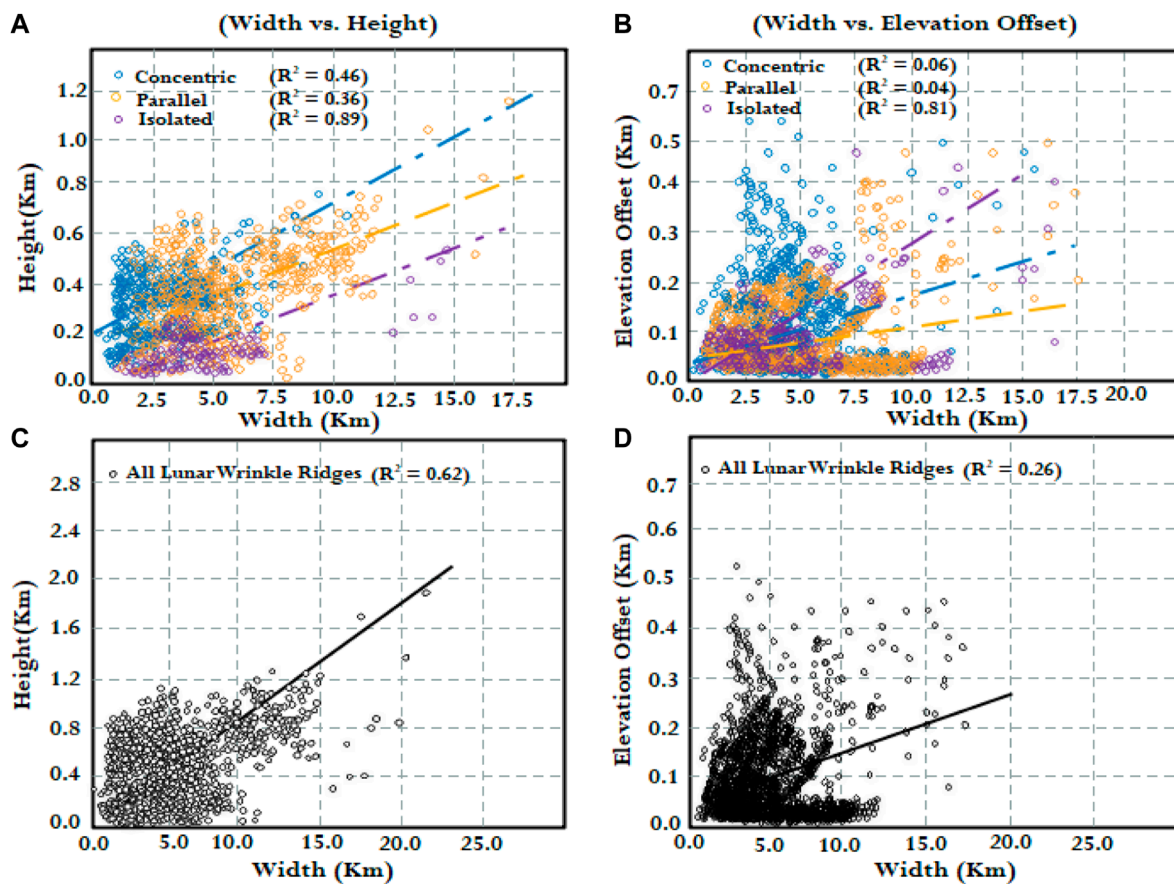 A
(Width vs. Height)
Concentric (R² = 0.46)
Parallel (R² = 0.36)
Isolated (R² = 0.89)
Height(Km)
1.2
1.0
0.8
0.6
0.4
0.2
0.0
2.5 5.0 7.5 10.0 12.5 15.0 17.5
Width (Km)
B
(Width vs. Elevation Offset)
Concentric (R² = 0.06)
Parallel (R² = 0.04)
Isolated (R² = 0.81)
Elevation Offset (Km)
0.7
0.5
0.4
0.3
0.2
0.1
0.0
0.0 2.5 5.0 7.5 10.0 12.5 15.0 17.5 20.0
Width (Km)
C
All Lunar Wrinkle Ridges (R² = 0.62)
Height(Km)
2.8
2.4
2.0
1.6
1.2
0.8
0.4
0.0
0.0 5.0 10.0 15.0 20.0 25.0
Width (Km)
D
All Lunar Wrinkle Ridges (R² = 0.26)
Elevation Offset (Km)
0.7
0.6
0.5
0.4
0.3
0.2
0.1
0.0
0.0 5.0 10.0 15.0 20.0 25.0
Width (Km)